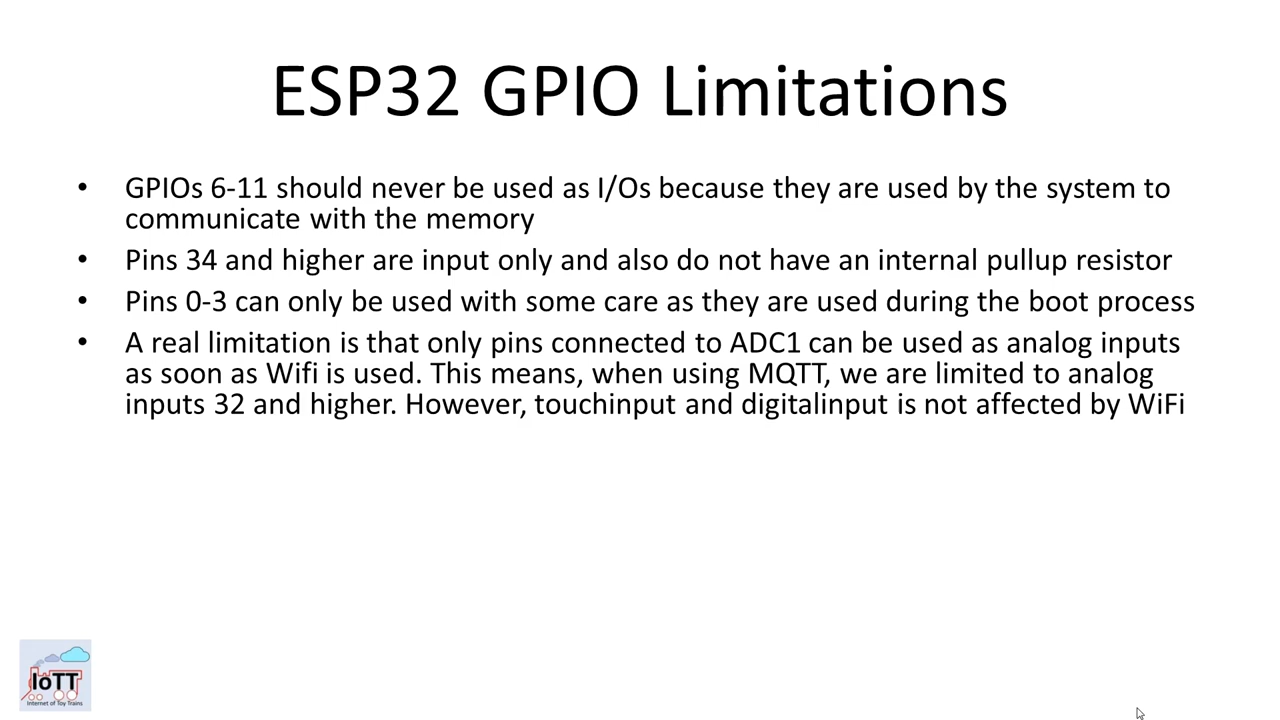 ESP32 GPIO Limitations
• GPIOs 6-11 should never be used as I/Os because they are used by the system to
communicate with the memory
• Pins 34 and higher are input only and also do not have an internal pullup resistor
• Pins 0-3 can only be used with some care as they are used during the boot process
• A real limitation is that only pins connected to ADC1 can be used as analog inputs
as soon as Wifi is used. This means, when using MQTT, we are limited to analog
inputs 32 and higher. However, touchinput and digitalinput is not affected by WiFi
IoTT
Internet of Toy Trains